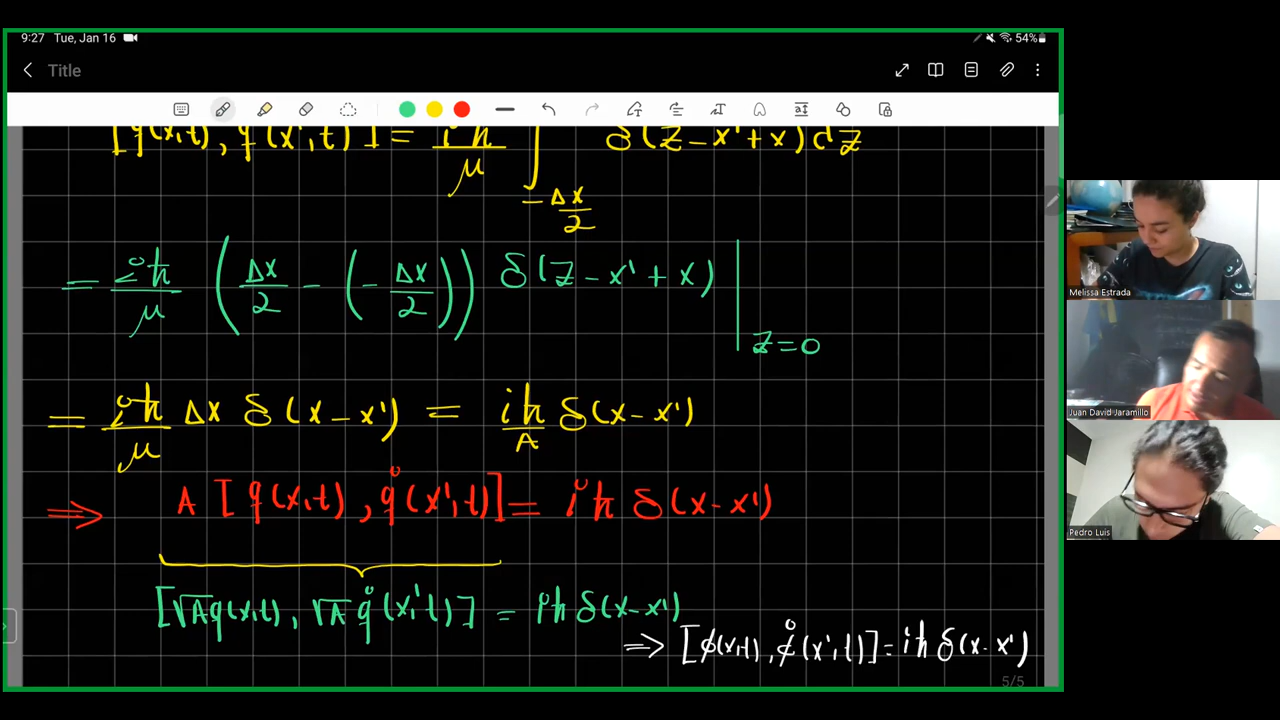 9:27 Tue, Jan 16 54%
Title
[q(x,t), q(x',t)] = iħ/μ ∫ -Δx/2 δ(z-x'+x)dz
= iħ/μ (Δx/2 - (-Δx/2)) δ(z-x'+x) | z=0
= iħ/μ Δx δ(x-x') = iħ/A δ(x-x')
⇒ A [q(x,t), q̇(x',t)] = iħ δ(x-x')
[√A q(x,t), √A q̇(x',t)] = iħ δ(x-x')
⇒ [ϕ(x,t), ϕ̇(x',t)] = iħ δ(x-x')
5/5
Melissa Estrada
Juan David Jaramillo
Pedro Luis